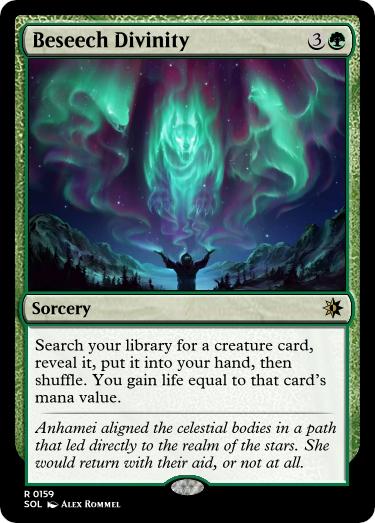 Beseech Divinity 3
Sorcery
Search your library for a creature card,
reveal it, put it into your hand, then
shuffle. You gain life equal to that card's
mana value.
Anhamei aligned the celestial bodies in a path
that led directly to the realm of the stars. She
would return with their aid, or not at all.
R 0159
SOL Alex Rommel